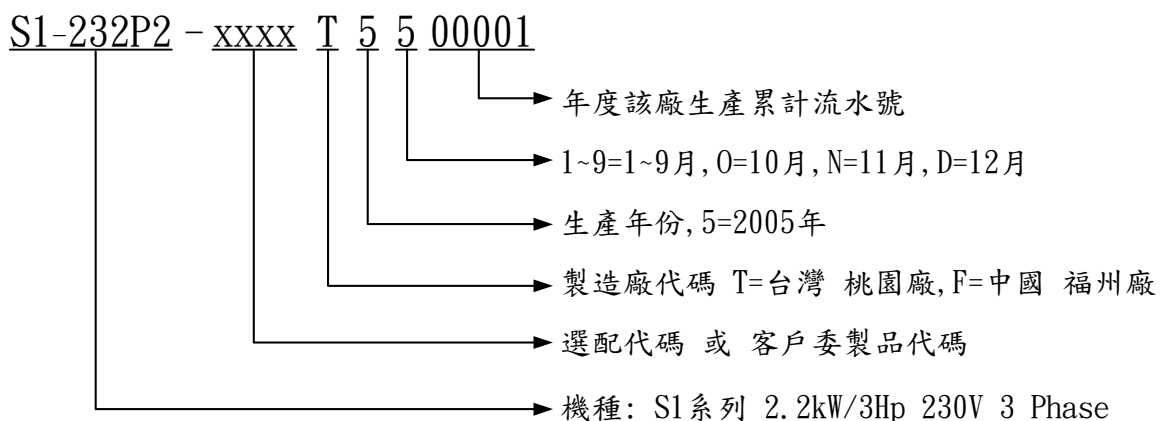 S1-232P2 - xxxx T 5 5 00001
年度該廠生產累計流水號
1~9=1~9月,O=10月,N=11月,D=12月
生產年份,5=2005年
製造廠代碼 T=台灣 桃園廠,F=中國 福州廠
選配代碼 或 客戶委製品代碼
機種: S1系列 2.2kW/3Hp 230V 3 Phase